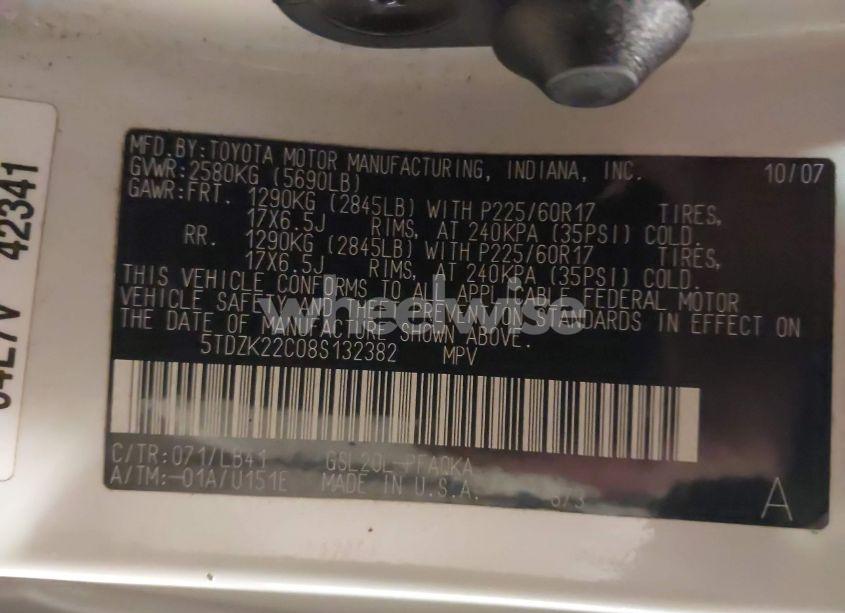 MFD.BY:TOYOTA MOTOR MANUFACTURING, INDIANA, INC. 10/07
GVWR:2580KG (5690LB)
GAWR:FRT. 1290KG (2845LB) WITH P225/60R17 TIRES,
17X6.5J RIMS, AT 240KPA (35PSI) COLD.
RR. 1290KG (2845LB) WITH P225/60R17 TIRES,
17X6.5J RIMS, AT 240KPA (35PSI) COLD.
THIS VEHICLE CONFORMS TO ALL APPLICABLE FEDERAL MOTOR
VEHICLE SAFETY AND THEFT PREVENTION STANDARDS IN EFFECT ON
THE DATE OF MANUFACTURE SHOWN ABOVE.
5TDZK22C08S132382 MPV
C/TR:071/LB41 GSL20L-PFAQKA
A/TM:-01A/U151E MADE IN U.S.A. A
42341
wheelwise